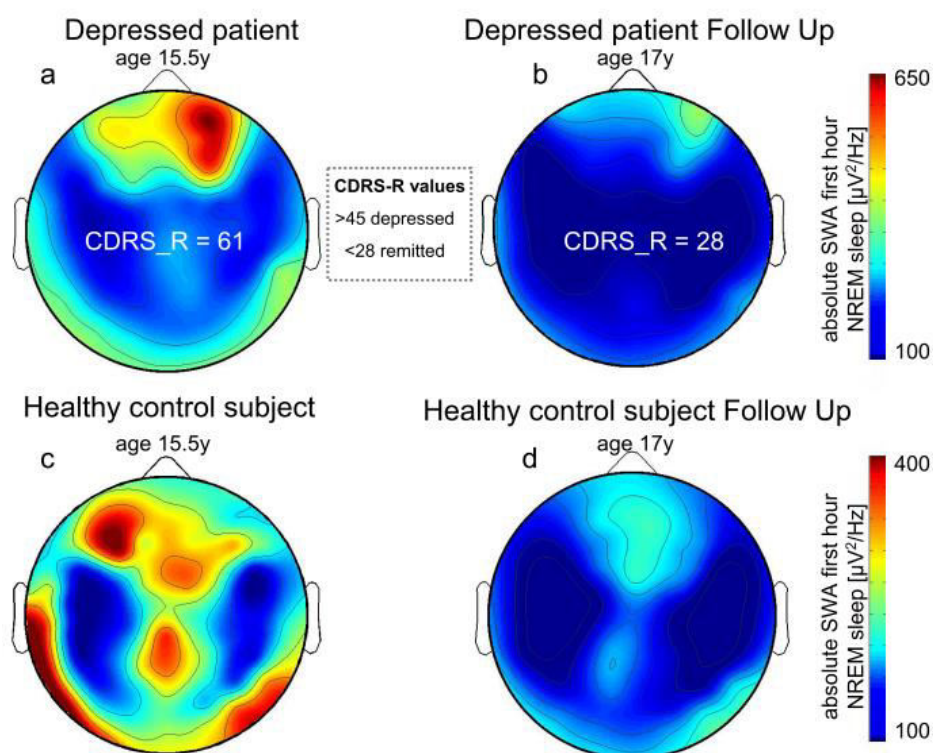 Depressed patient
age 15.5y
a
Depressed patient Follow Up
age 17y
b
650
CDRS-R values
>45 depressed
<28 remitted
CDRS_R = 61
CDRS_R = 28
absolute SWA first hour
NREM sleep [µV²/Hz]
100
Healthy control subject
age 15.5y
c
Healthy control subject Follow Up
age 17y
d
400
absolute SWA first hour
NREM sleep [µV²/Hz]
100